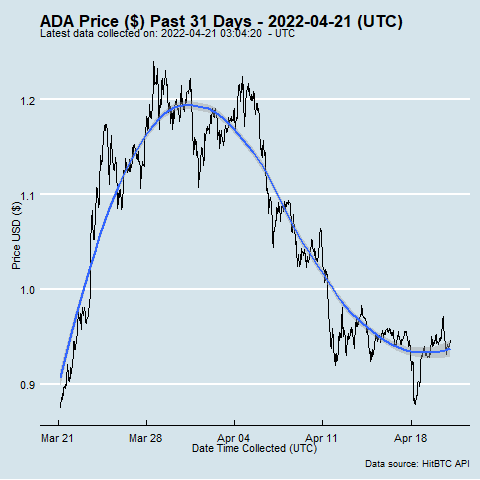 ADA Price ($) Past 31 Days - 2022-04-21 (UTC)
Latest data collected on: 2022-04-21 03:04:20 - UTC
1.2
1.1
1.0
0.9
Price USD ($)
Mar 21 Mar 28 Apr 04 Apr 11 Apr 18
Date Time Collected (UTC)
Data source: HitBTC API